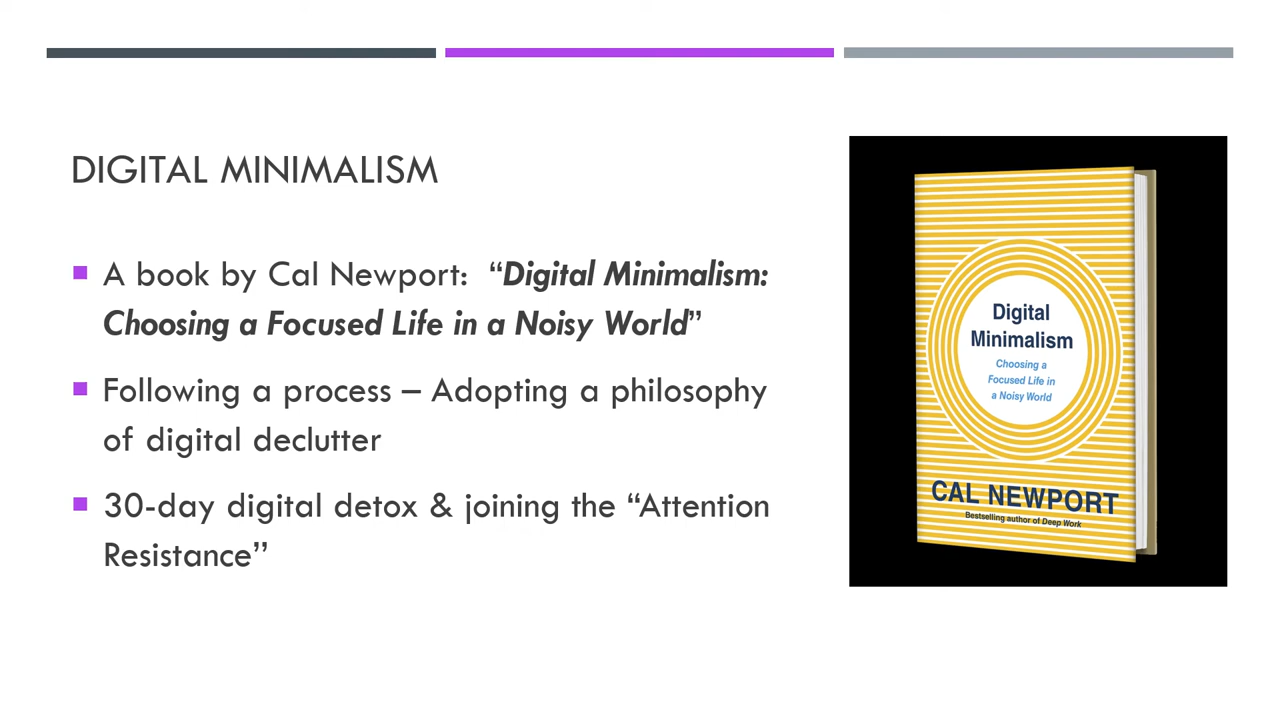 DIGITAL MINIMALISM
A book by Cal Newport:  “Digital Minimalism:
Choosing a Focused Life in a Noisy World”
Following a process – Adopting a philosophy
of digital declutter
30-day digital detox & joining the “Attention
Resistance”
Digital
Minimalism
Choosing a
Focused Life in
a Noisy World
CAL NEWPORT
Bestselling author of Deep Work